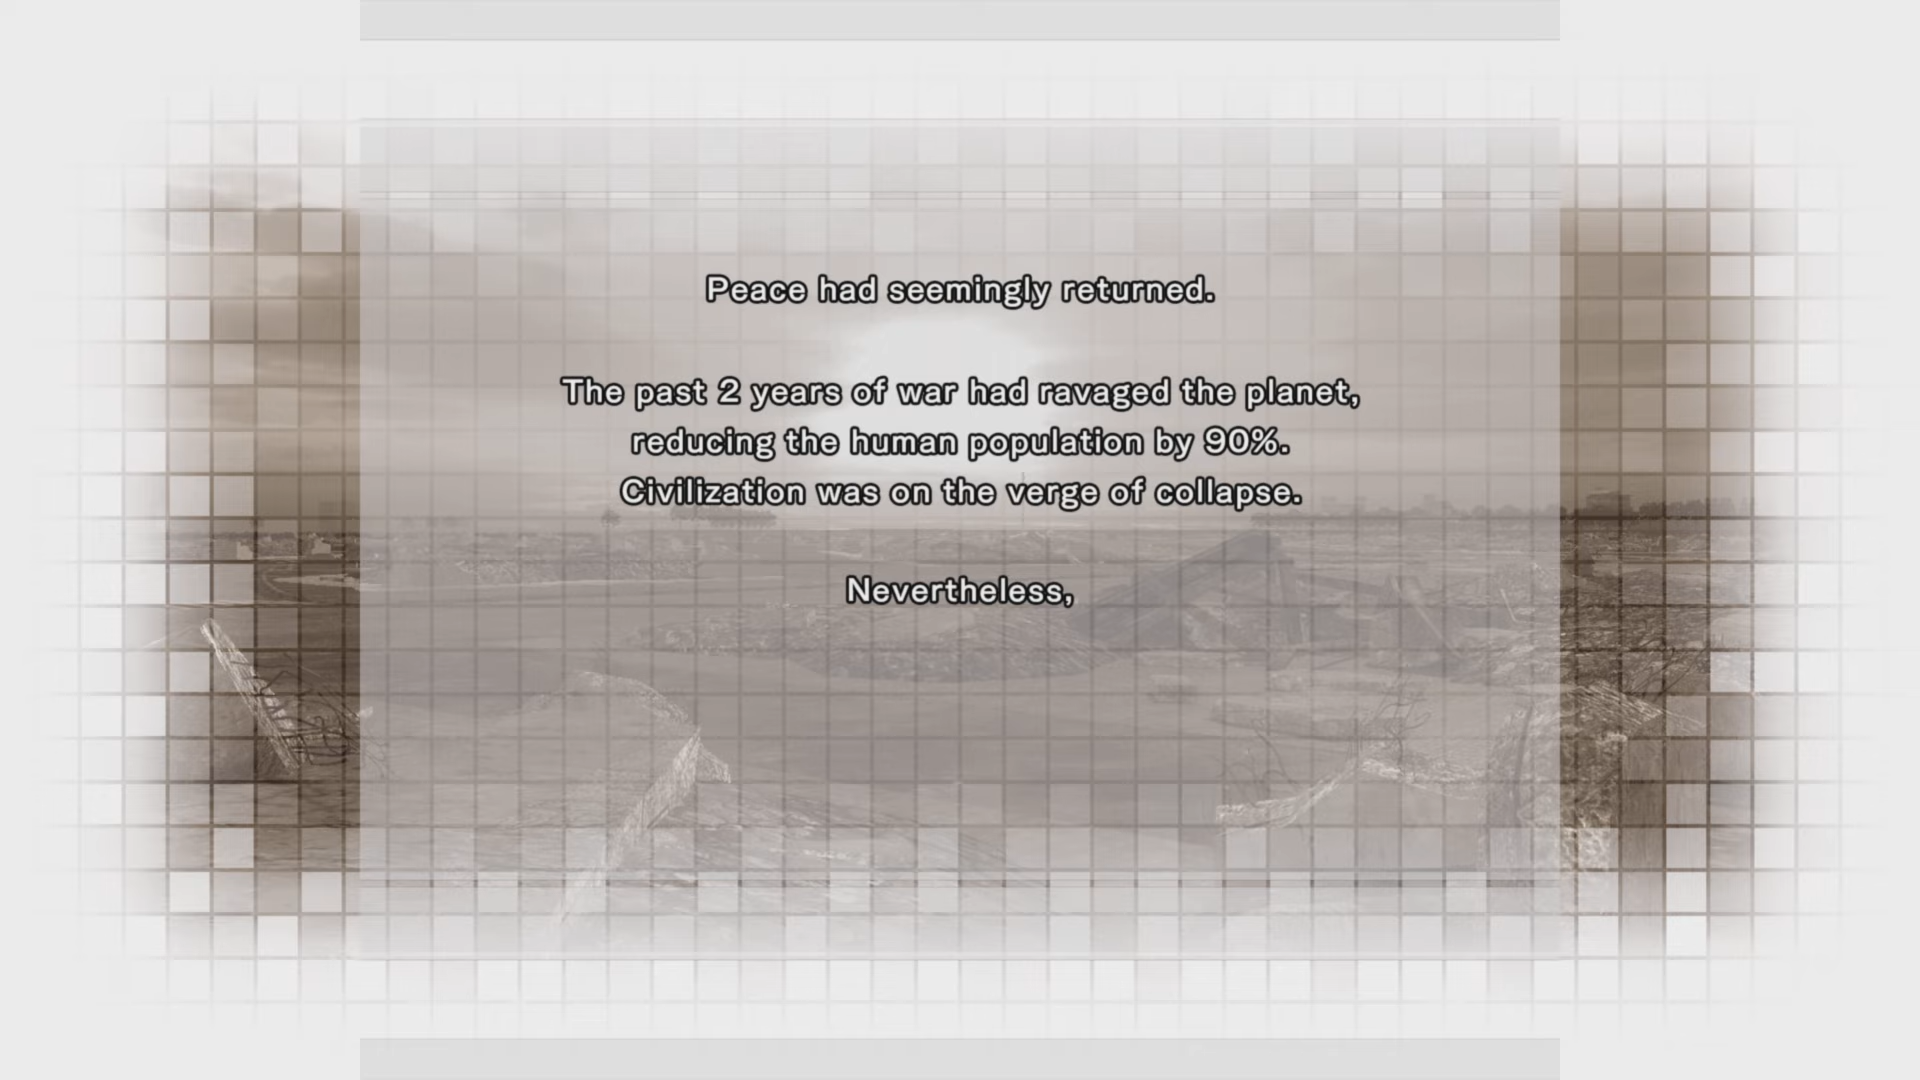 Peace had seemingly returned.
The past 2 years of war had ravaged the planet,
reducing the human population by 90%.
Civilization was on the verge of collapse.
Nevertheless,